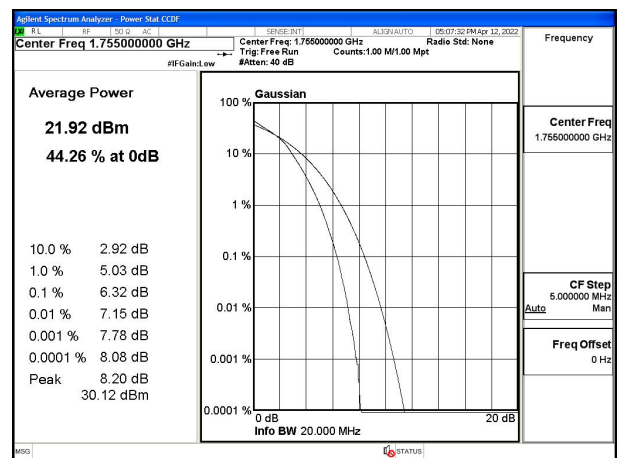 Agilent Spectrum Analyzer - Power Stat CCDF
RL RF 50 Ω AC SENSE:INT ALIGN AUTO 05:07:32 PM Apr 12, 2022
Center Freq 1.755000000 GHz
Center Freq: 1.755000000 GHz Radio Std: None
Trig: Free Run Counts:1.00 M/1.00 Mpt
#IFGain:Low #Atten: 40 dB
Frequency
Average Power
21.92 dBm
44.26 % at 0dB
10.0 % 2.92 dB
1.0 % 5.03 dB
0.1 % 6.32 dB
0.01 % 7.15 dB
0.001 % 7.78 dB
0.0001 % 8.08 dB
Peak 8.20 dB
30.12 dBm
Gaussian
100 %
10 %
1 %
0.1 %
0.01 %
0.001 %
0.0001 %
0 dB 20 dB
Info BW 20.000 MHz
Center Freq
1.755000000 GHz
CF Step
5.000000 MHz
Auto Man
Freq Offset
0 Hz
MSG STATUS